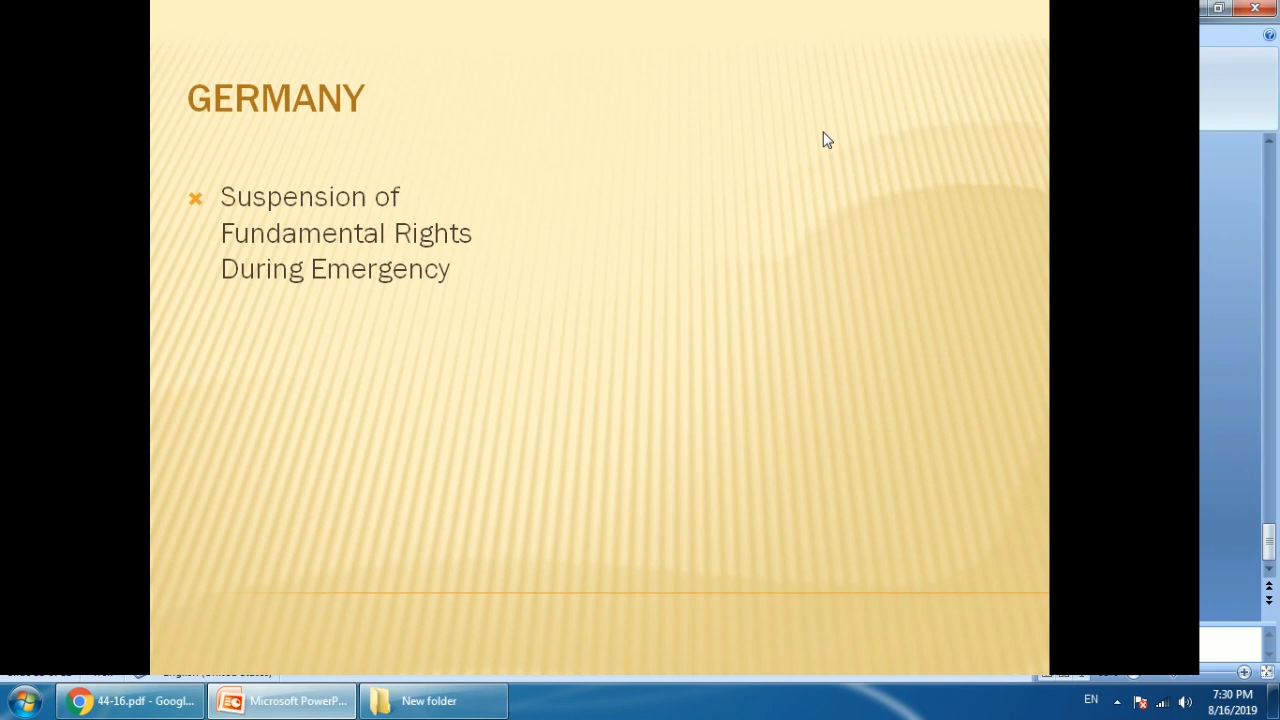 GERMANY
Suspension of
Fundamental Rights
During Emergency
44-16.pdf - Googl...
Microsoft PowerP...
New folder
EN
7:30 PM
8/16/2019